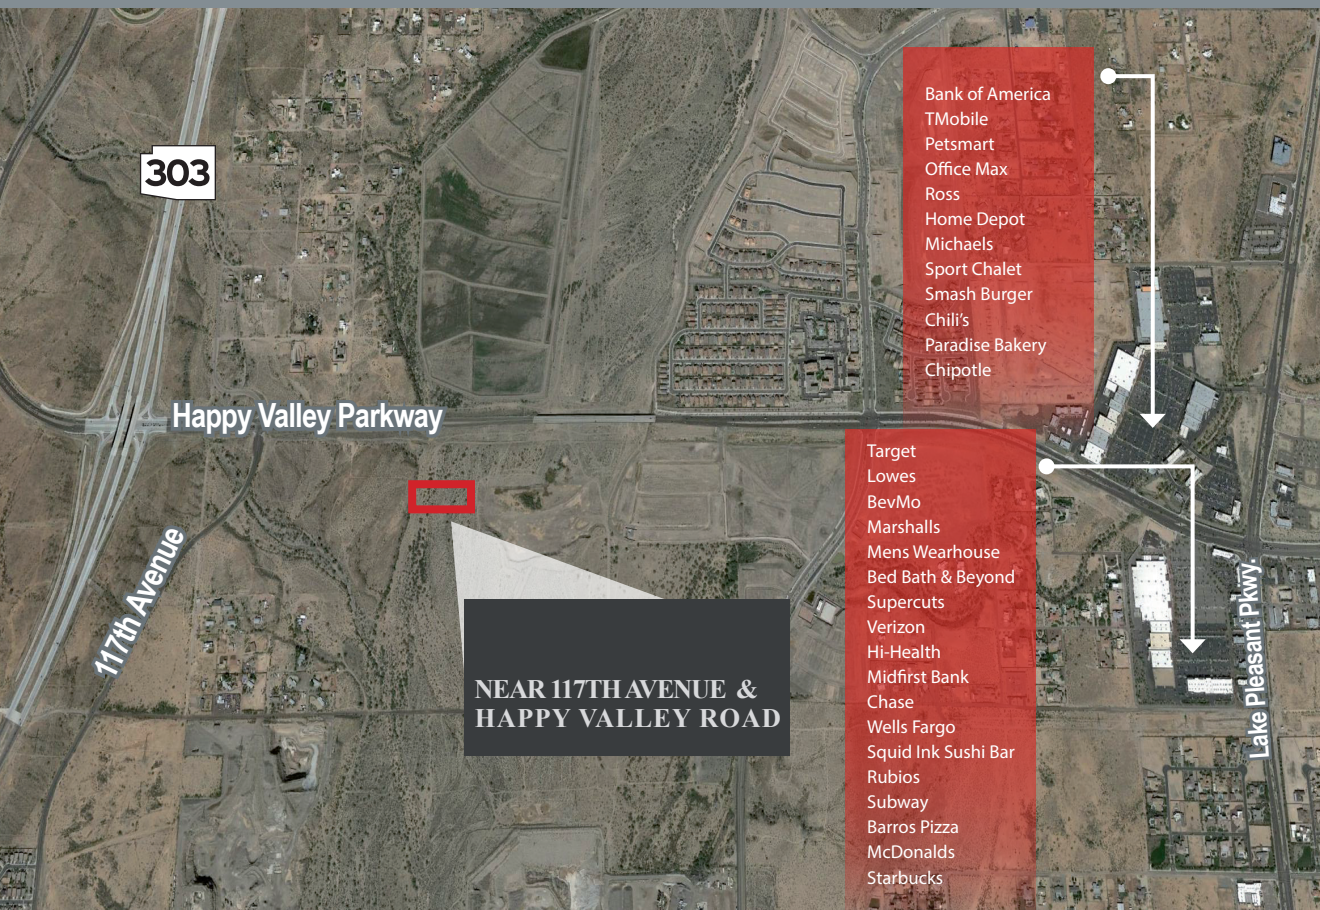 Bank of America
TMobile
Petsmart
Office Max
Ross
Home Depot
Michaels
Sport Chalet
Smash Burger
Chili's
Paradise Bakery
Chipotle
303
Happy Valley Parkway
117th Avenue
NEAR 117TH AVENUE &
HAPPY VALLEY ROAD
Target
Lowes
BevMo
Marshalls
Mens Wearhouse
Bed Bath & Beyond
Supercuts
Verizon
Hi-Health
Midfirst Bank
Chase
Wells Fargo
Squid Ink Sushi Bar
Rubios
Subway
Barros Pizza
McDonalds
Starbucks
Lake Pleasant Pkwy.